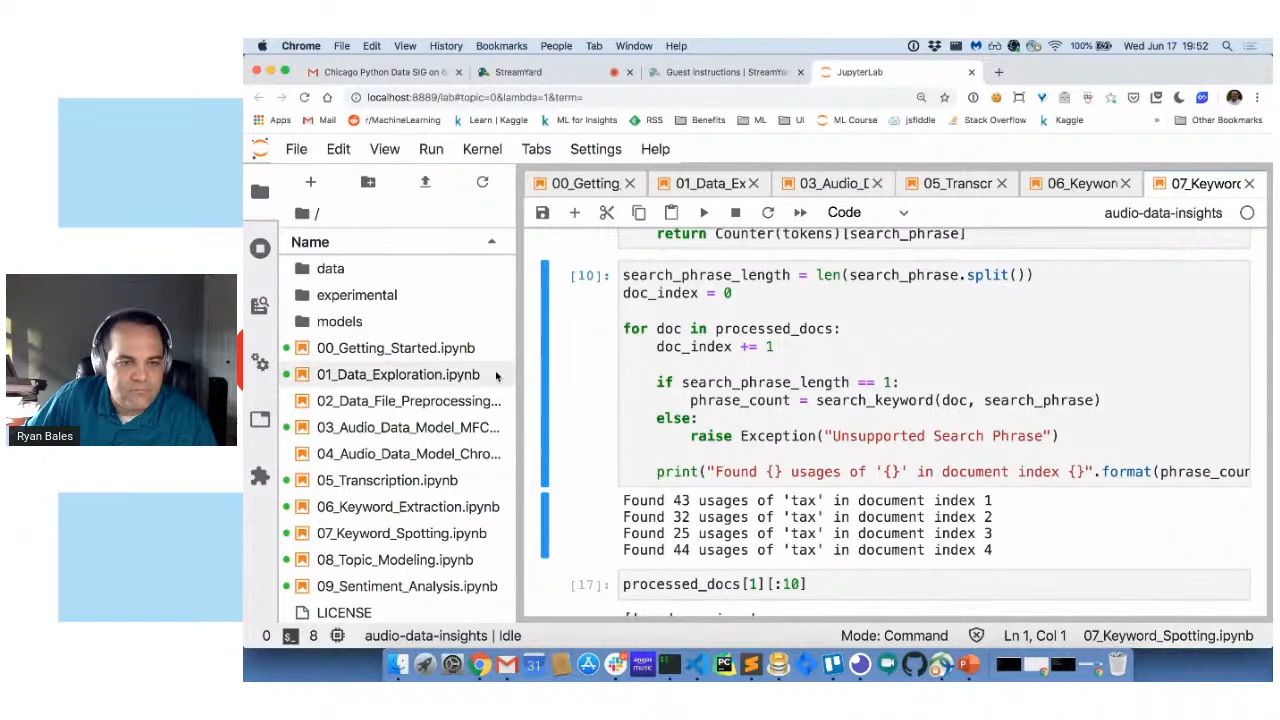 Chrome File Edit View History Bookmarks People Tab Window Help 100% Wed Jun 17 19:52
Chicago Python Data SIG on 6/ StreamYard Guest Instructions | StreamYa JupyterLab
localhost:8889/lab#topic=0&lambda=1&term=
Apps Mail r/MachineLearning Learn | Kaggle ML for Insights RSS Benefits ML UI ML Course jsfiddle Stack Overflow Kaggle » Other Bookmarks
File Edit View Run Kernel Tabs Settings Help
00_Getting_ 01_Data_Ex 03_Audio_D 05_Transcr 06_Keywor 07_Keyword
/
Code audio-data-insights
Name
data
experimental
models
00_Getting_Started.ipynb
01_Data_Exploration.ipynb
02_Data_File_Preprocessing...
03_Audio_Data_Model_MFC...
04_Audio_Data_Model_Chro...
05_Transcription.ipynb
06_Keyword_Extraction.ipynb
07_Keyword_Spotting.ipynb
08_Topic_Modeling.ipynb
09_Sentiment_Analysis.ipynb
LICENSE
return Counter(tokens)[search_phrase]
[10]: search_phrase_length = len(search_phrase.split())
doc_index = 0
for doc in processed_docs:
doc_index += 1
if search_phrase_length == 1:
phrase_count = search_keyword(doc, search_phrase)
else:
raise Exception("Unsupported Search Phrase")
print("Found {} usages of '{}' in document index {}".format(phrase_coun
Found 43 usages of 'tax' in document index 1
Found 32 usages of 'tax' in document index 2
Found 25 usages of 'tax' in document index 3
Found 44 usages of 'tax' in document index 4
[17]: processed_docs[1][:10]
Ryan Bales
0 8 audio-data-insights | Idle Mode: Command Ln 1, Col 1 07_Keyword_Spotting.ipynb